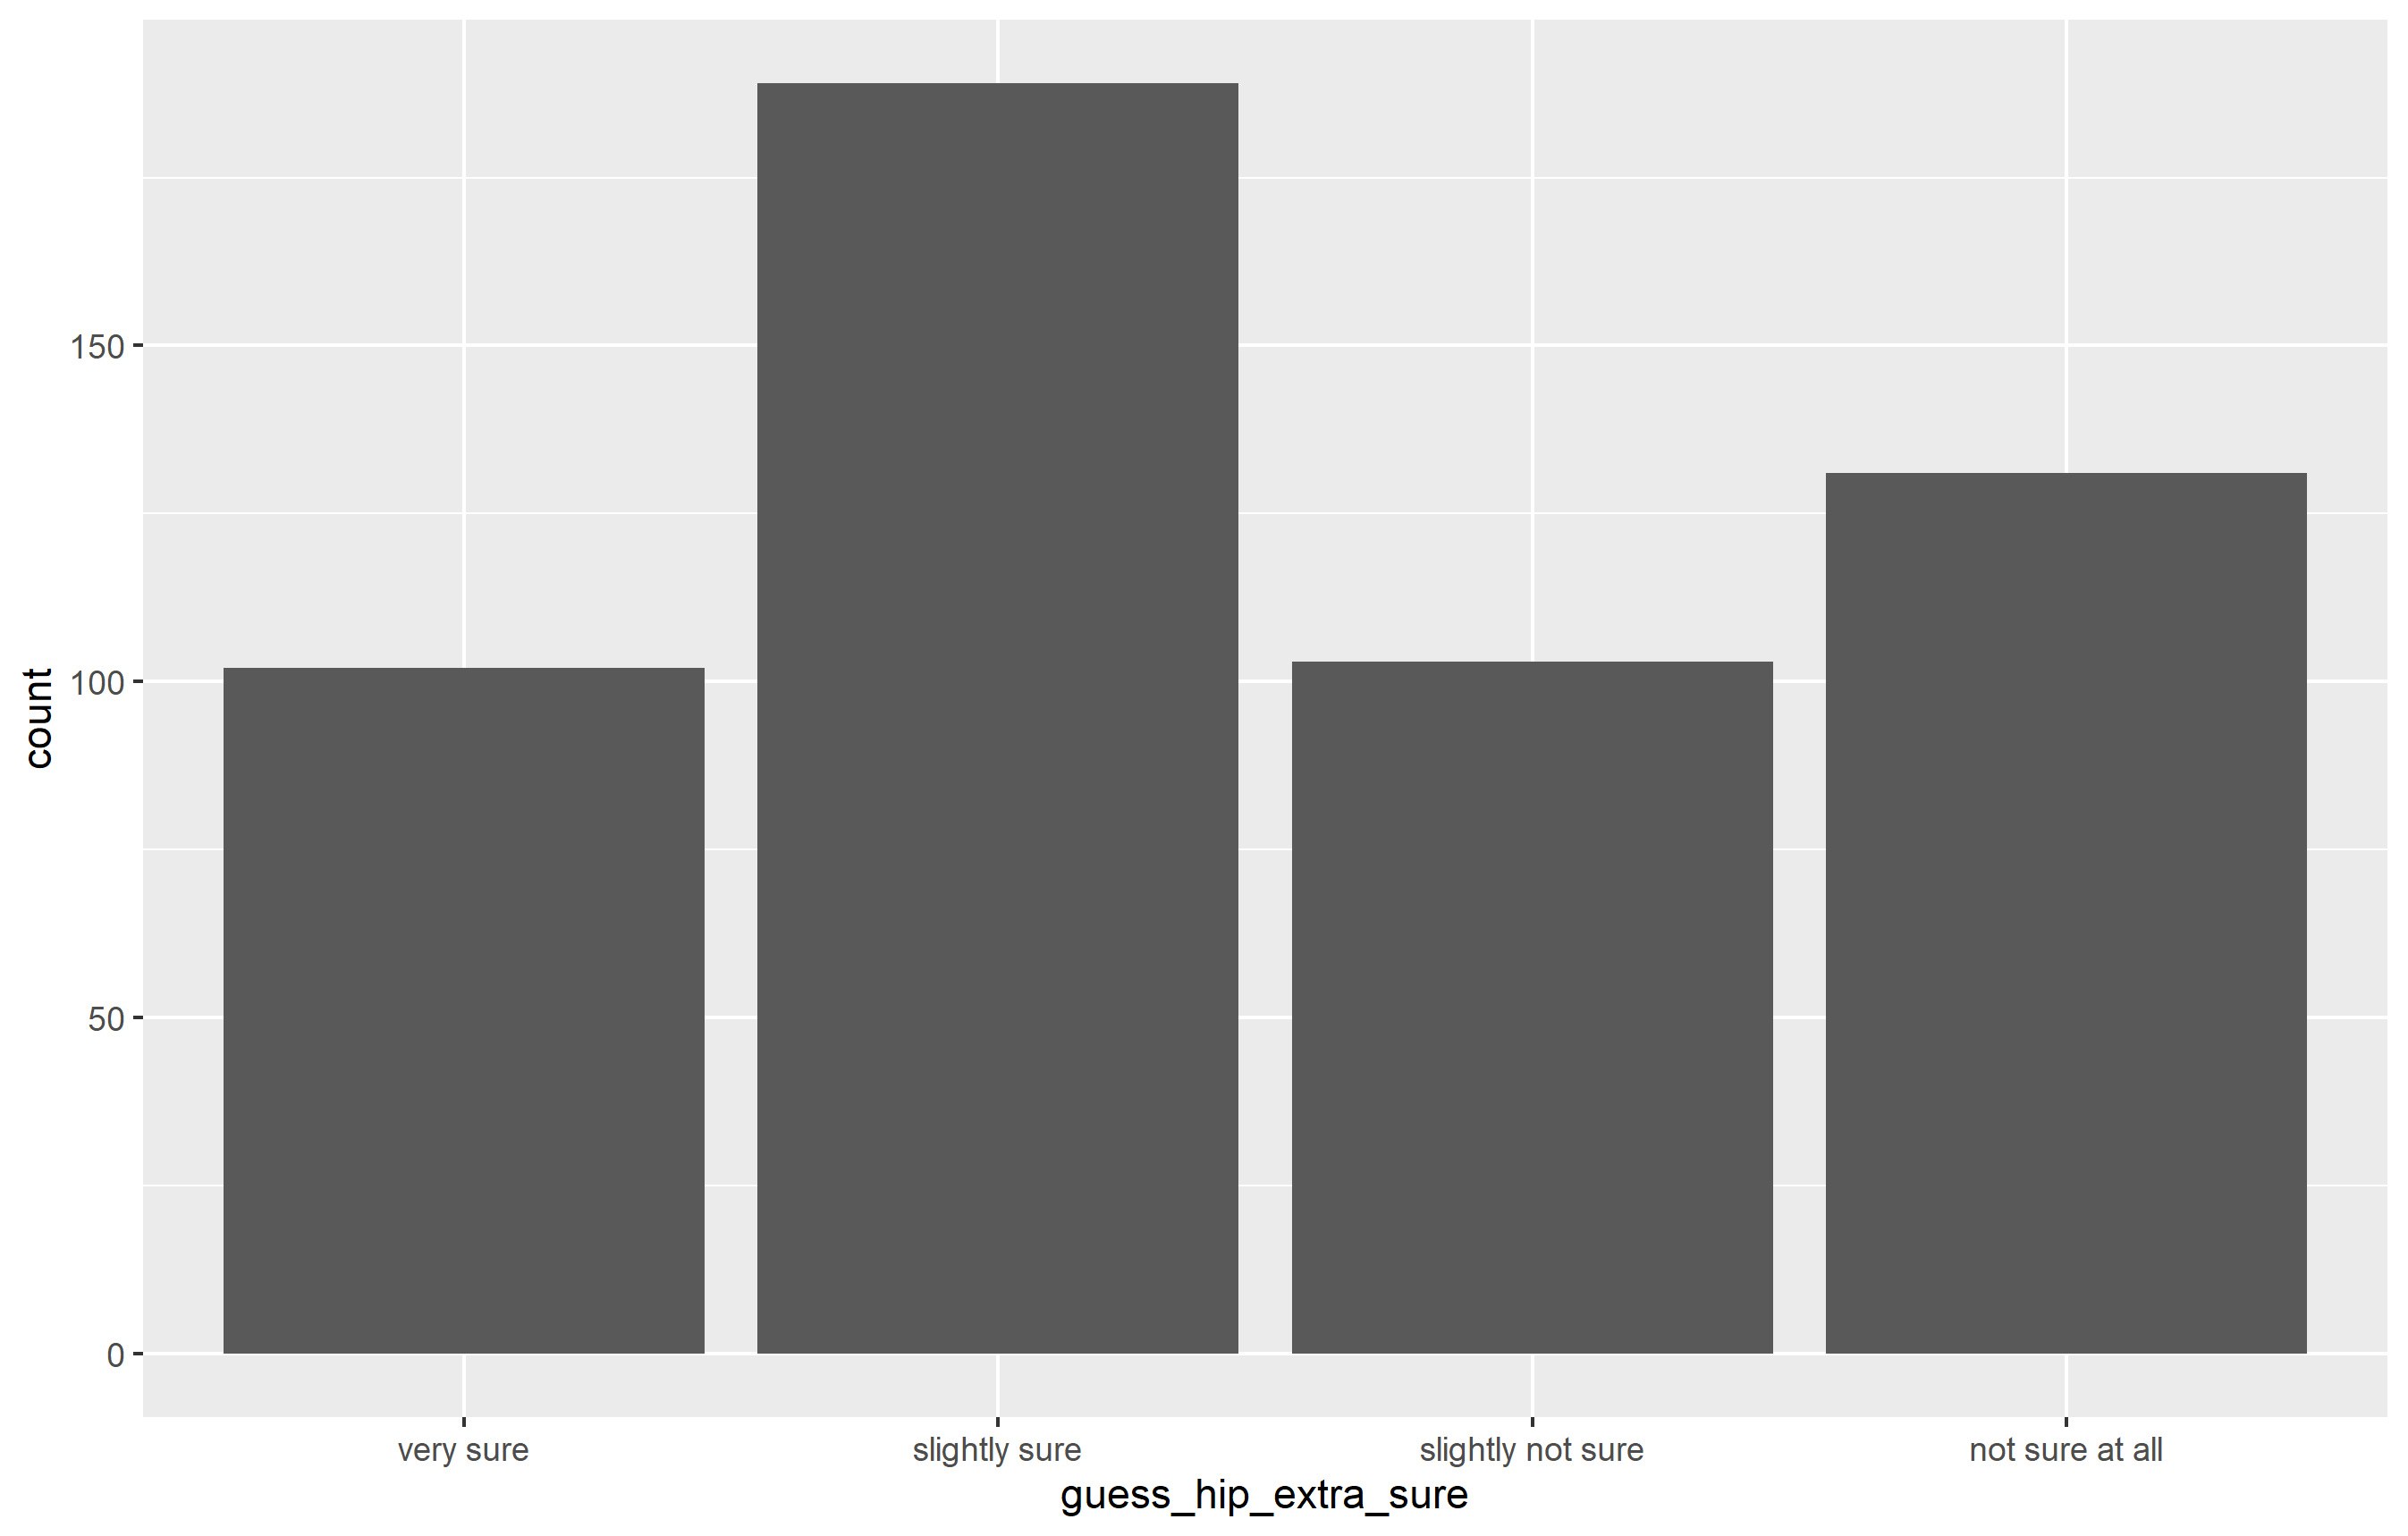 150
100
50
0
count
very sure
slightly sure
slightly not sure
not sure at all
guess_hip_extra_sure